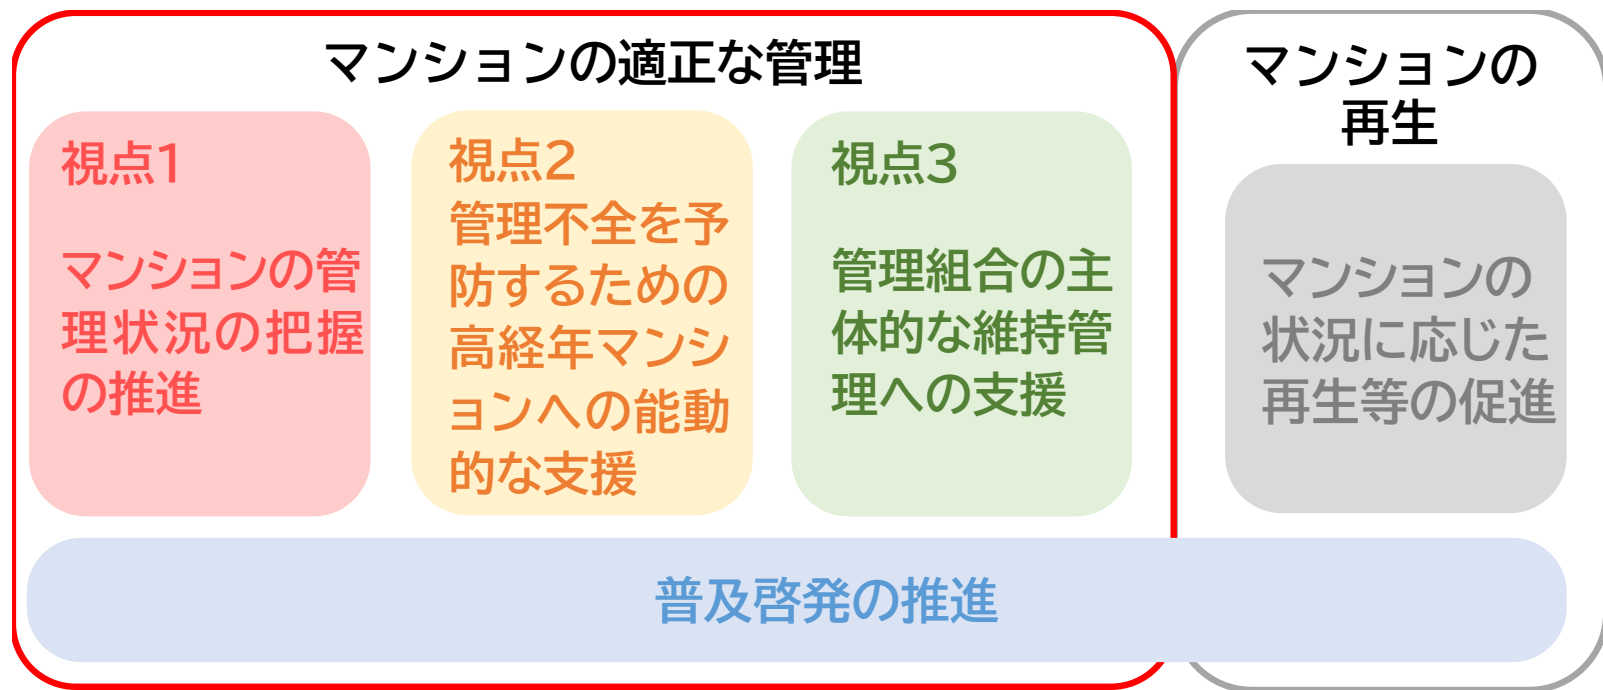 マンションの適正な管理
視点1
マンションの管
理状況の把握
の推進
視点2
管理不全を予
防するための
高経年マンシ
ョンへの能動
的な支援
視点3
管理組合の主
体的な維持管
理への支援
マンションの
再生
マンションの
状況に応じた
再生等の促進
普及啓発の推進